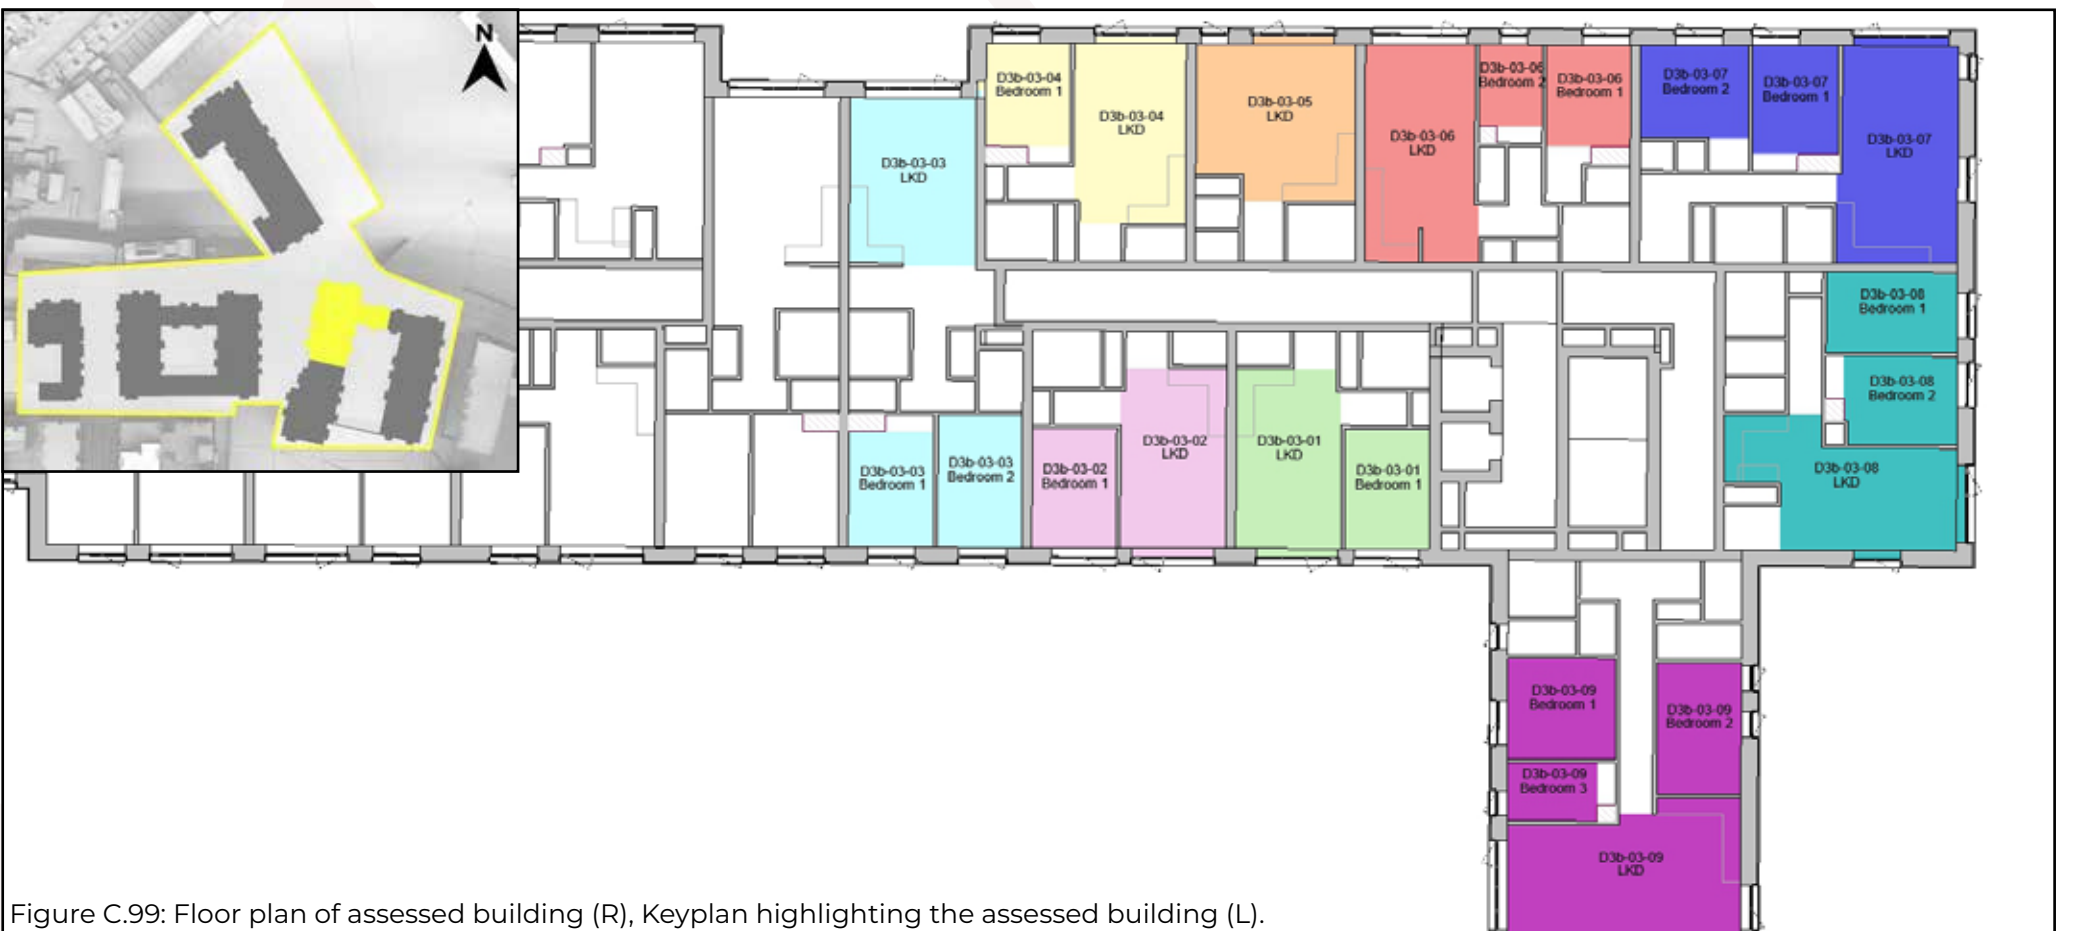 N
D3b-03-04
Bedroom 1
D3b-03-04
LKD
D3b-03-05
LKD
D3b-03-06
LKD
D3b-03-06
Bedroom 2
D3b-03-06
Bedroom 1
D3b-03-07
Bedroom 2
D3b-03-07
Bedroom 1
D3b-03-07
LKD
D3b-03-03
LKD
D3b-03-08
Bedroom 1
D3b-03-08
Bedroom 2
D3b-03-08
LKD
D3b-03-03
Bedroom 1
D3b-03-03
Bedroom 2
D3b-03-02
Bedroom 1
D3b-03-02
LKD
D3b-03-01
LKD
D3b-03-01
Bedroom 1
D3b-03-09
Bedroom 1
D3b-03-09
Bedroom 2
D3b-03-09
Bedroom 3
D3b-03-09
LKD
Figure C.99: Floor plan of assessed building (R), Keyplan highlighting the assessed building (L).